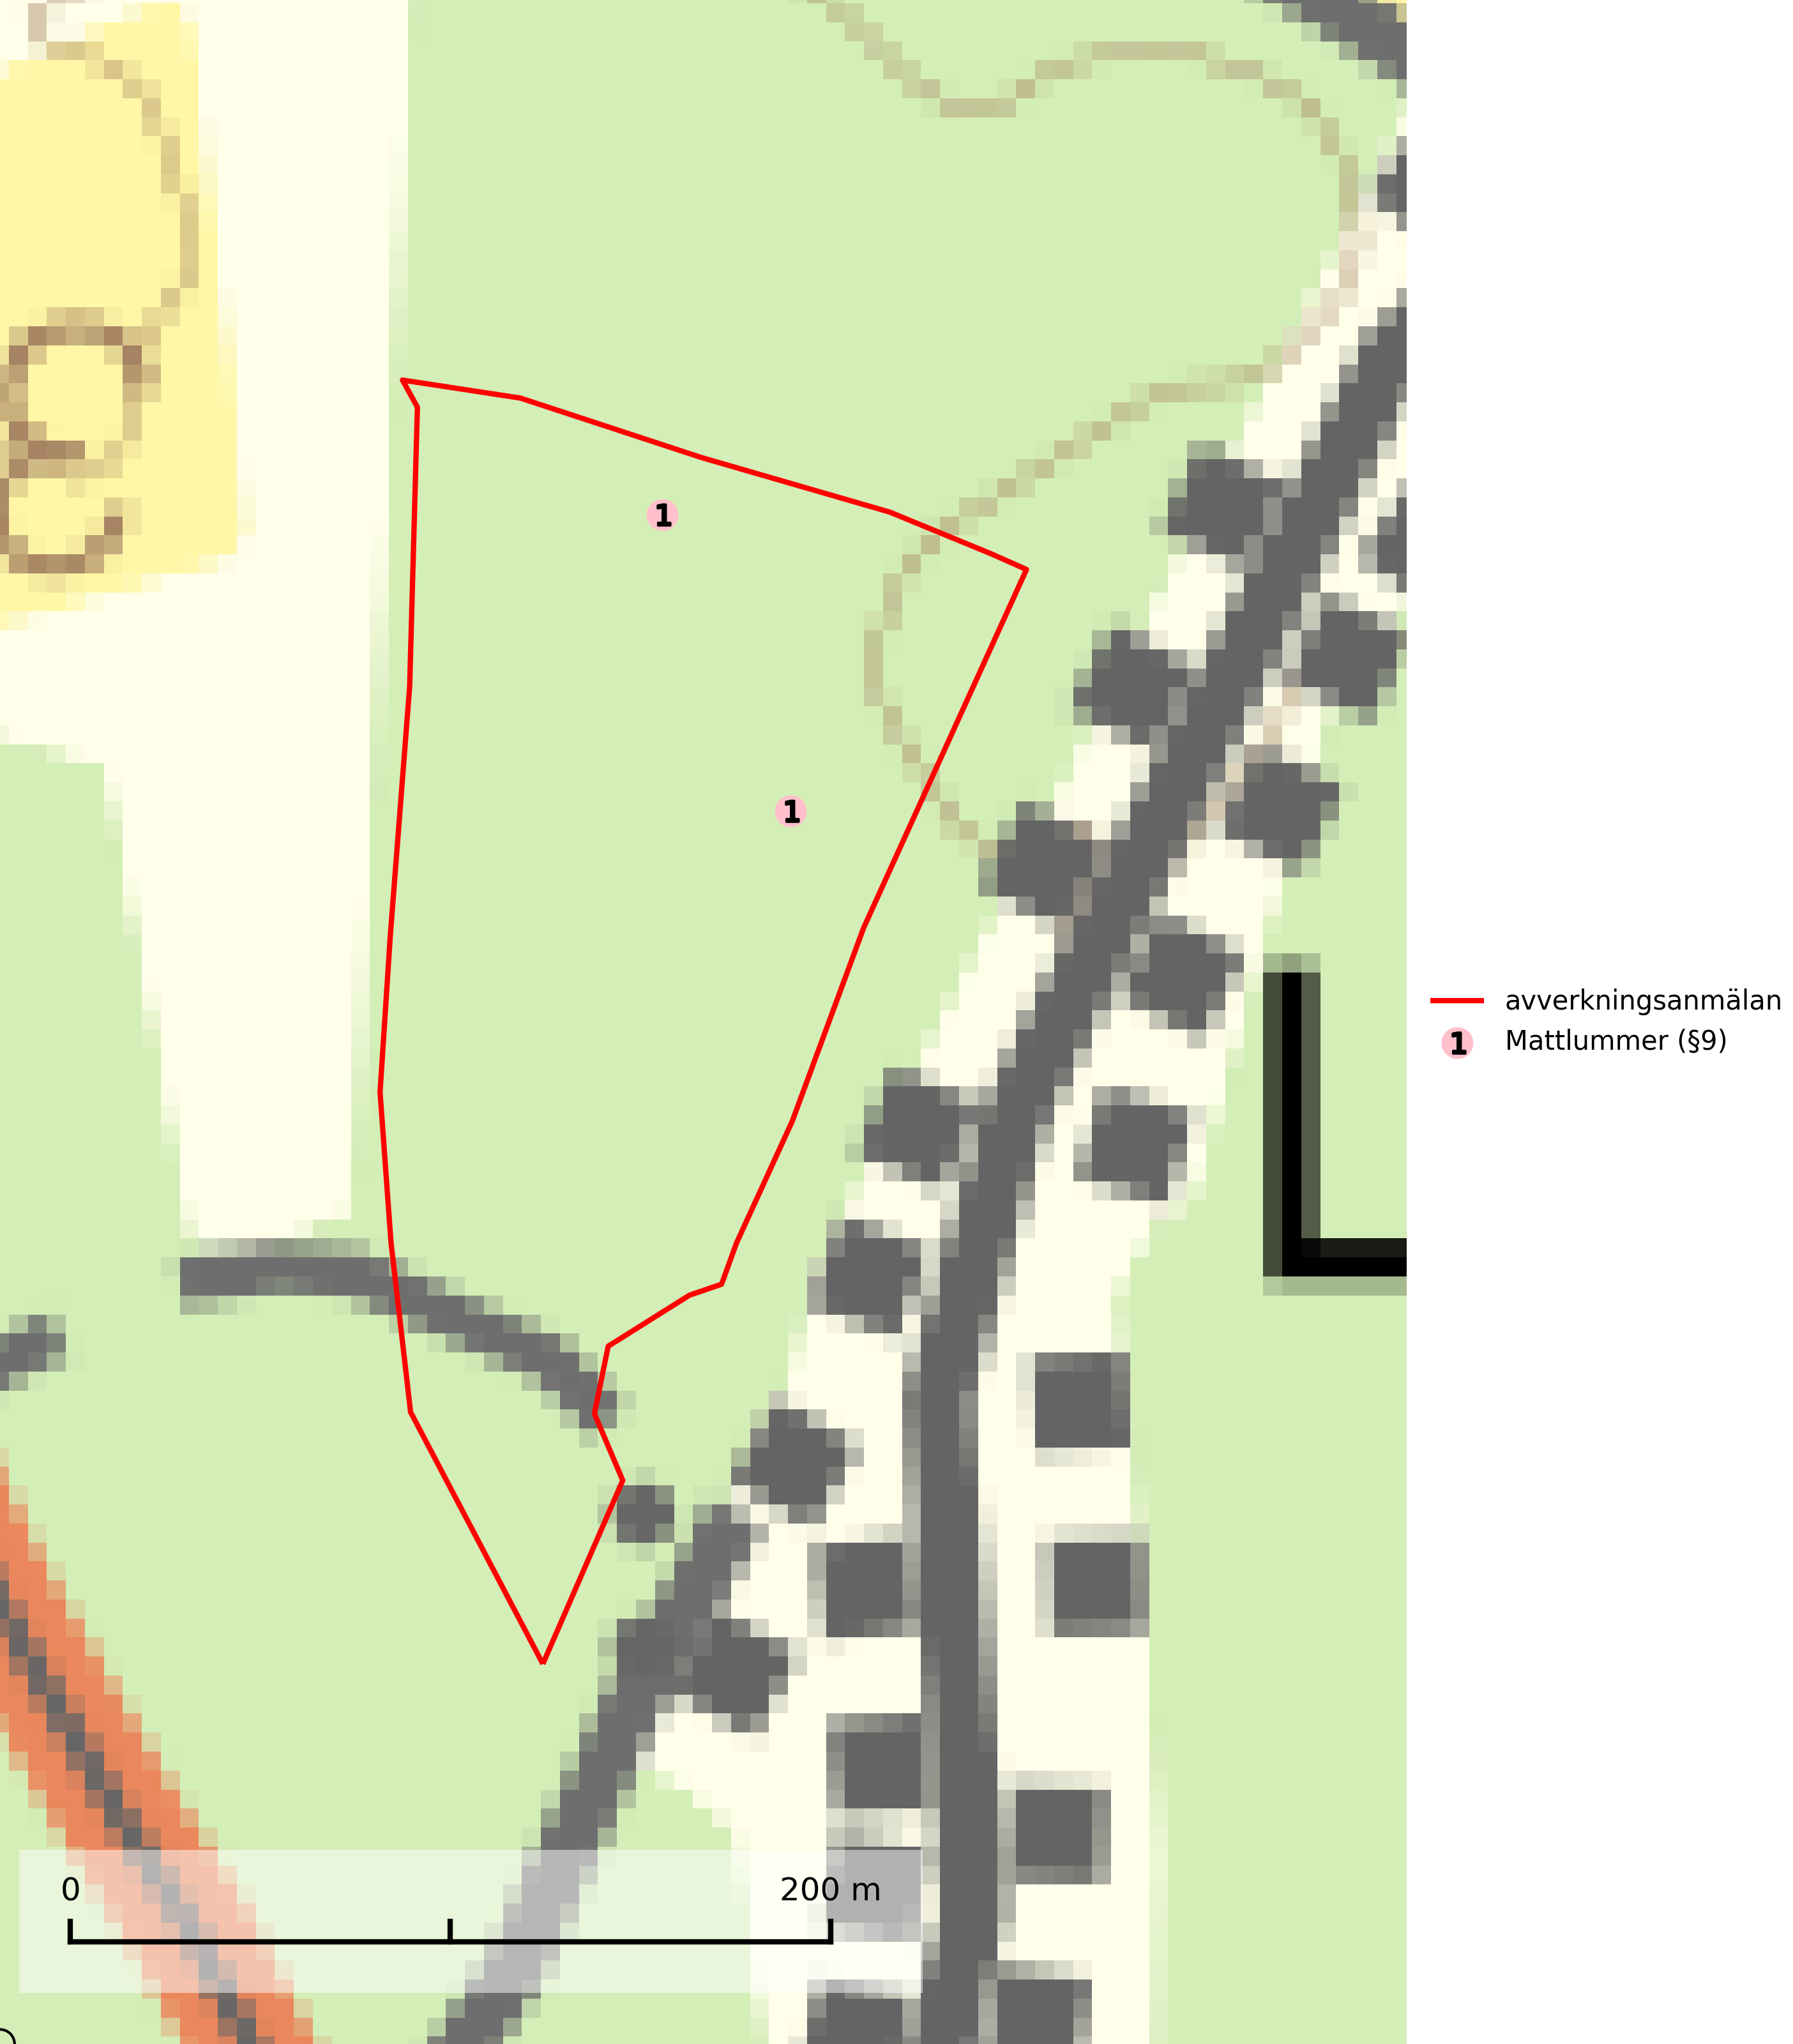 1
1
avverkningsanmälan
1 Mattlummer (§9)
0 200 m